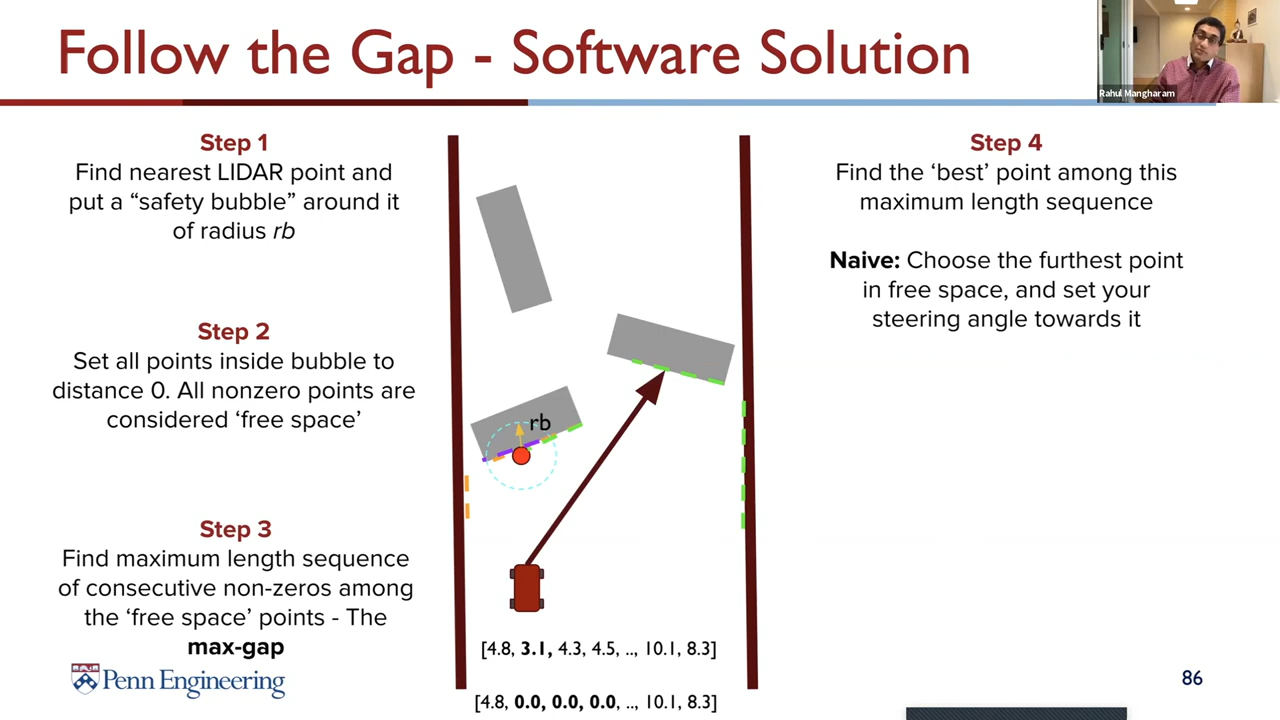 Follow the Gap - Software Solution
Rahul Mangharam
Step 1
Find nearest LIDAR point and
put a “safety bubble” around it
of radius rb
Step 2
Set all points inside bubble to
distance 0. All nonzero points are
considered ‘free space’
Step 3
Find maximum length sequence
of consecutive non-zeros among
the ‘free space’ points - The
max-gap
Penn Engineering
rb
[4.8, 3.1, 4.3, 4.5, .., 10.1, 8.3]
[4.8, 0.0, 0.0, 0.0, .., 10.1, 8.3]
Step 4
Find the ‘best’ point among this
maximum length sequence
Naive: Choose the furthest point
in free space, and set your
steering angle towards it
86